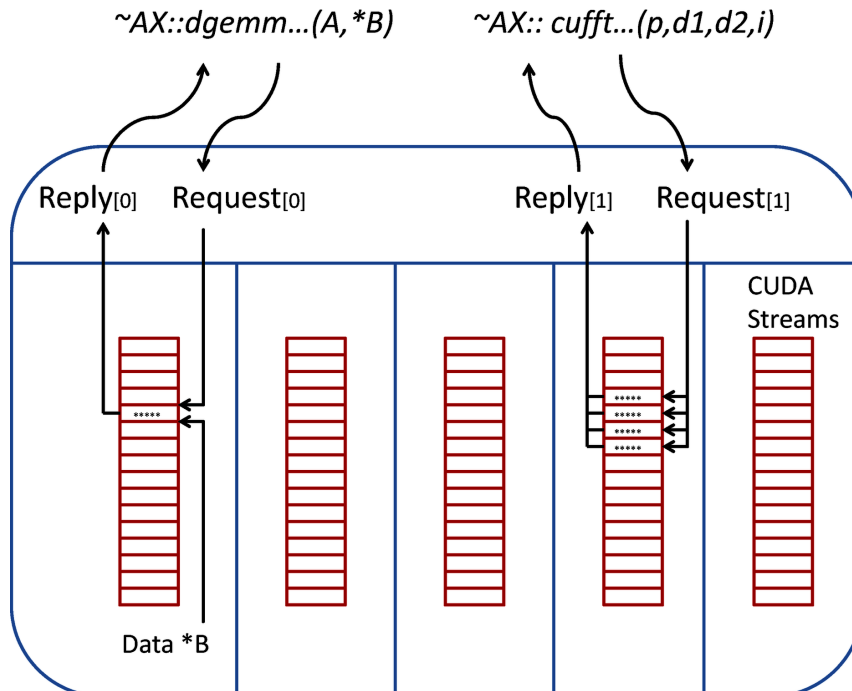 ~AX::dgemm...(A,*B) ~AX:: cufft...(p,d1,d2,i)
Reply[0] Request[0] Reply[1] Request[1]
CUDA
Streams
*****
*****
*****
*****
*****
Data *B